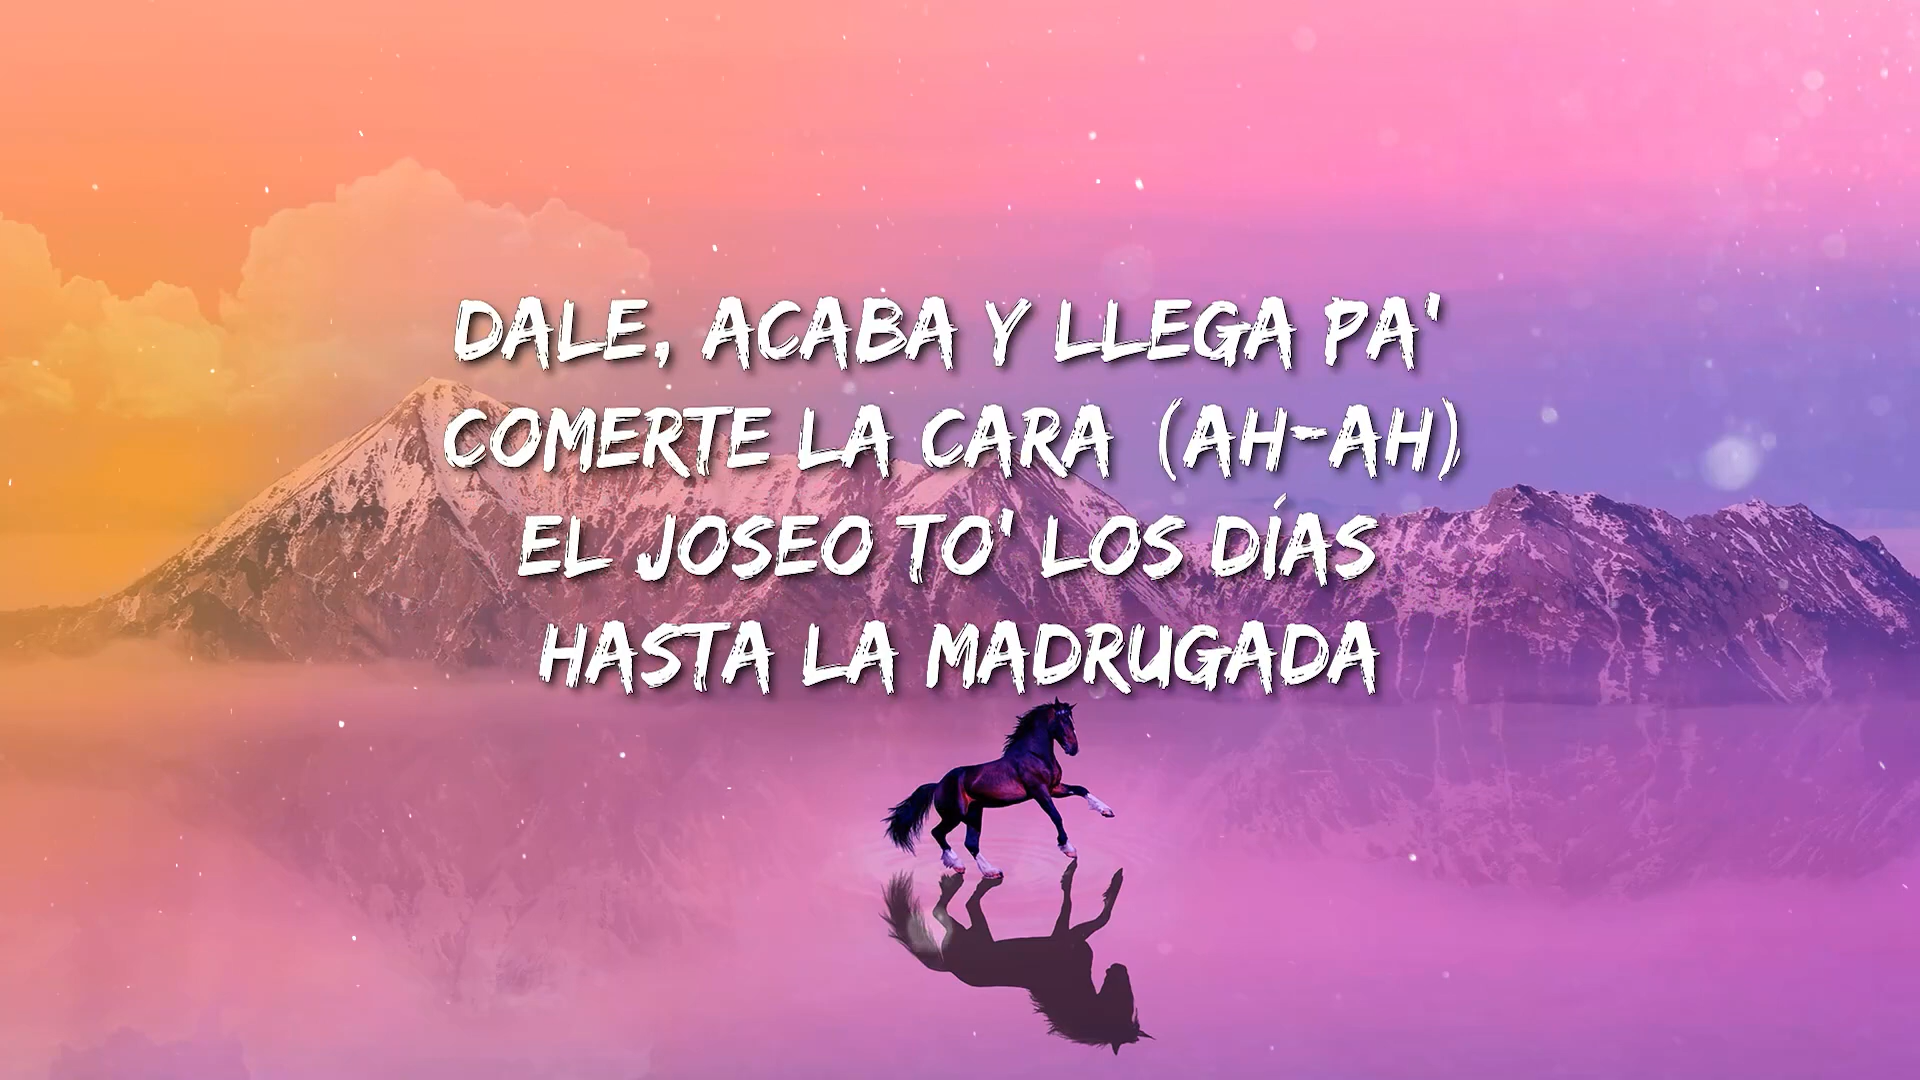 DALE, ACABA Y LLEGA PA'
COMERTE LA CARA (AH-AH)
EL JOSEO TO' LOS DÍAS
HASTA LA MADRUGADA